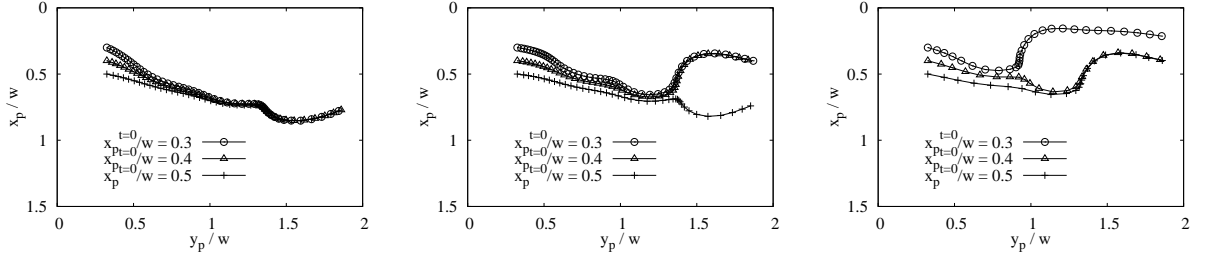 0
0.5
1
1.5
0 0.5 1 1.5 2
x_p / w
y_p / w
x_p^{t=0}/w = 0.3
x_p^{t=0}/w = 0.4
x_p^{t=0}/w = 0.5
0
0.5
1
1.5
0 0.5 1 1.5 2
x_p / w
y_p / w
x_p^{t=0}/w = 0.3
x_p^{t=0}/w = 0.4
x_p^{t=0}/w = 0.5
0
0.5
1
1.5
0 0.5 1 1.5 2
x_p / w
y_p / w
x_p^{t=0}/w = 0.3
x_p^{t=0}/w = 0.4
x_p^{t=0}/w = 0.5